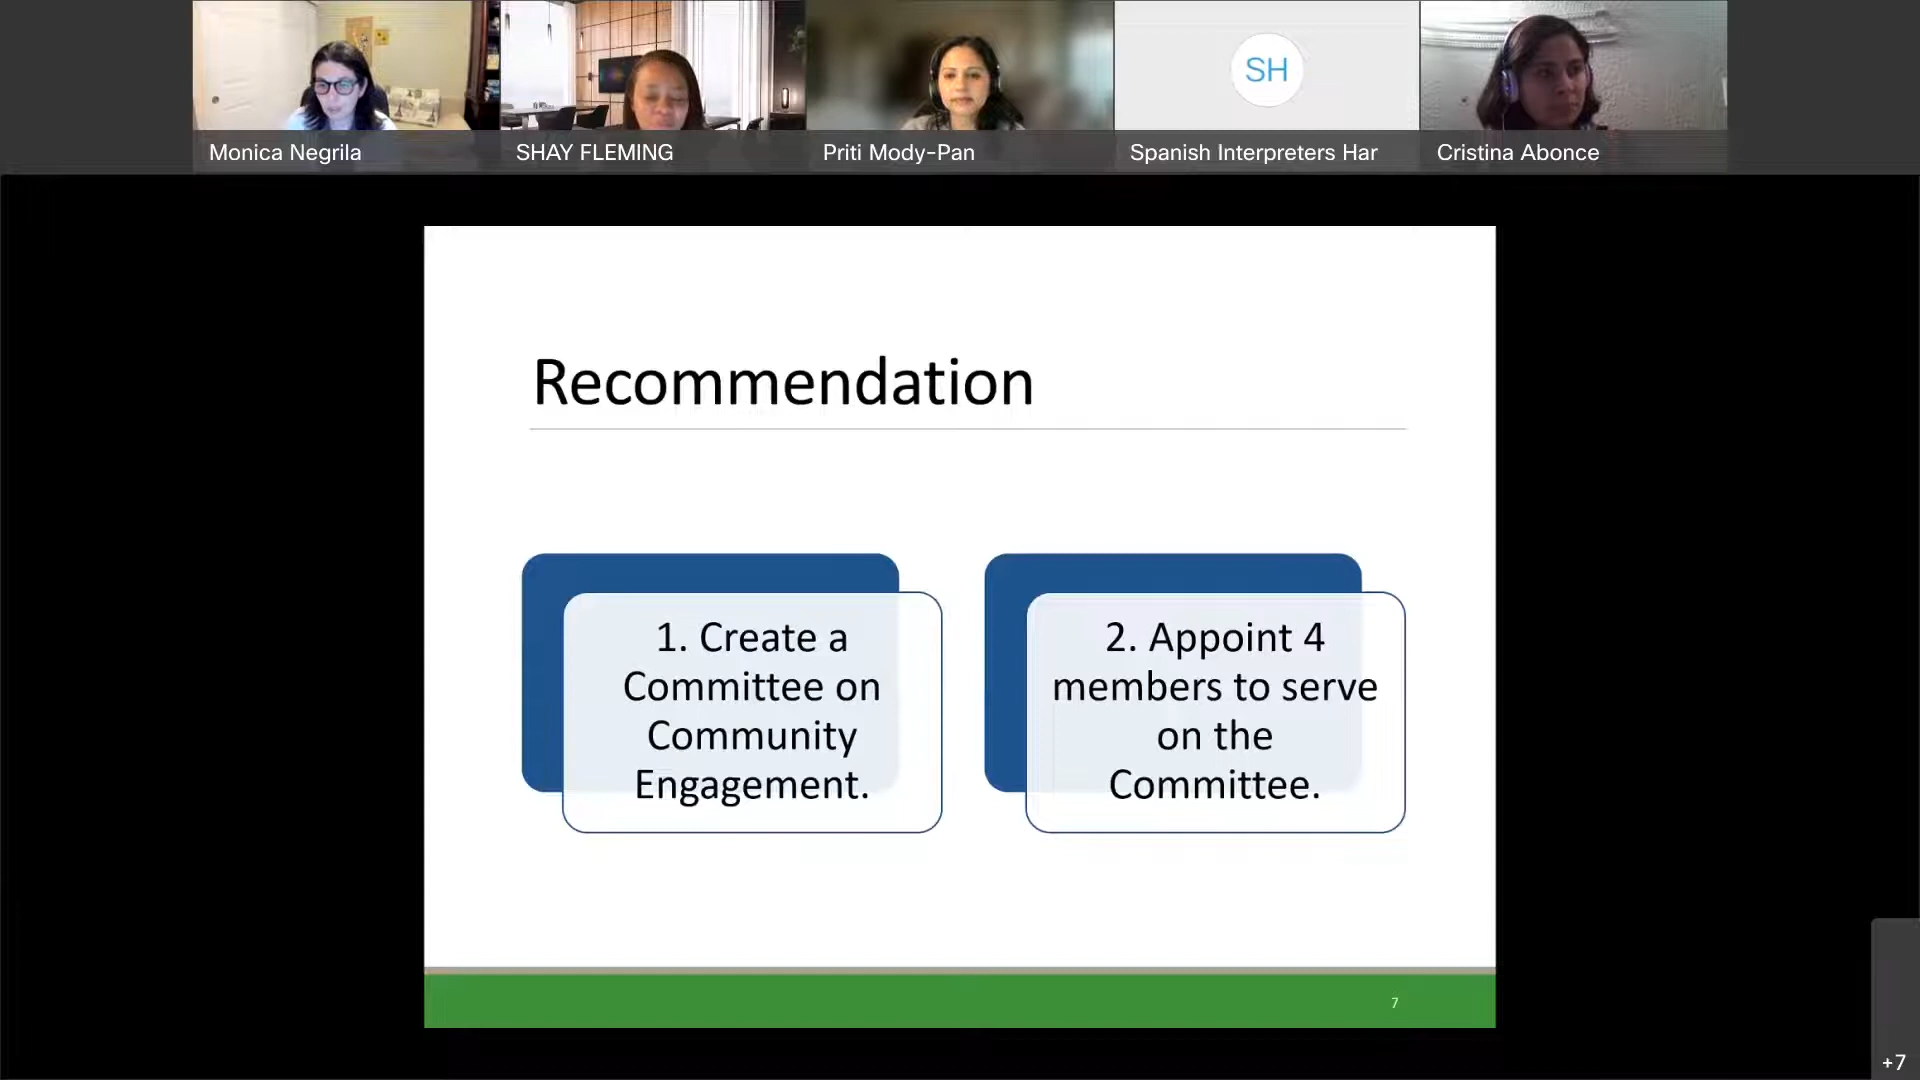 SH
Monica Negrila
SHAY FLEMING
Priti Mody-Pan
Spanish Interpreters Har
Cristina Abonce
Recommendation
1. Create a
Committee on
Community
Engagement.
2. Appoint 4
members to serve
on the
Committee.
7
+7